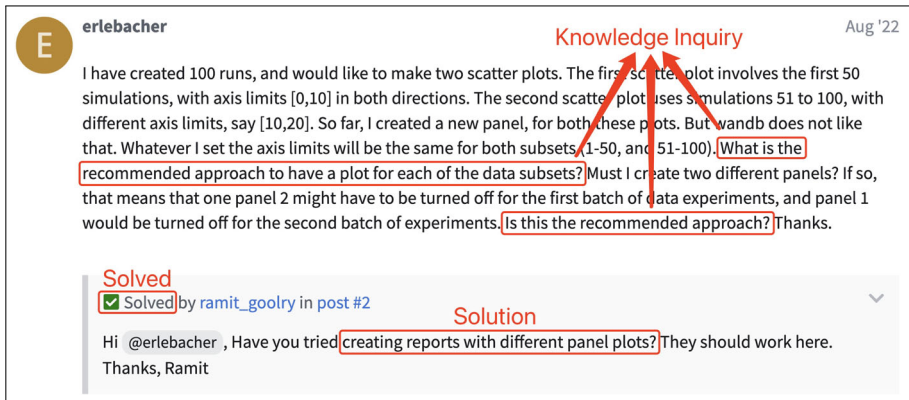 E
erlebacher
Aug '22
Knowledge Inquiry
I have created 100 runs, and would like to make two scatter plots. The first scatter plot involves the first 50
simulations, with axis limits [0,10] in both directions. The second scatter plot uses simulations 51 to 100, with
different axis limits, say [10,20]. So far, I created a new panel, for both these plots. But wandb does not like
that. Whatever I set the axis limits will be the same for both subsets (1-50, and 51-100). What is the
recommended approach to have a plot for each of the data subsets? Must I create two different panels? If so,
that means that one panel 2 might have to be turned off for the first batch of data experiments, and panel 1
would be turned off for the second batch of experiments. Is this the recommended approach? Thanks.
Solved
Solved by ramit_goolry in post #2
Solution
Hi @erlebacher , Have you tried creating reports with different panel plots? They should work here.
Thanks, Ramit